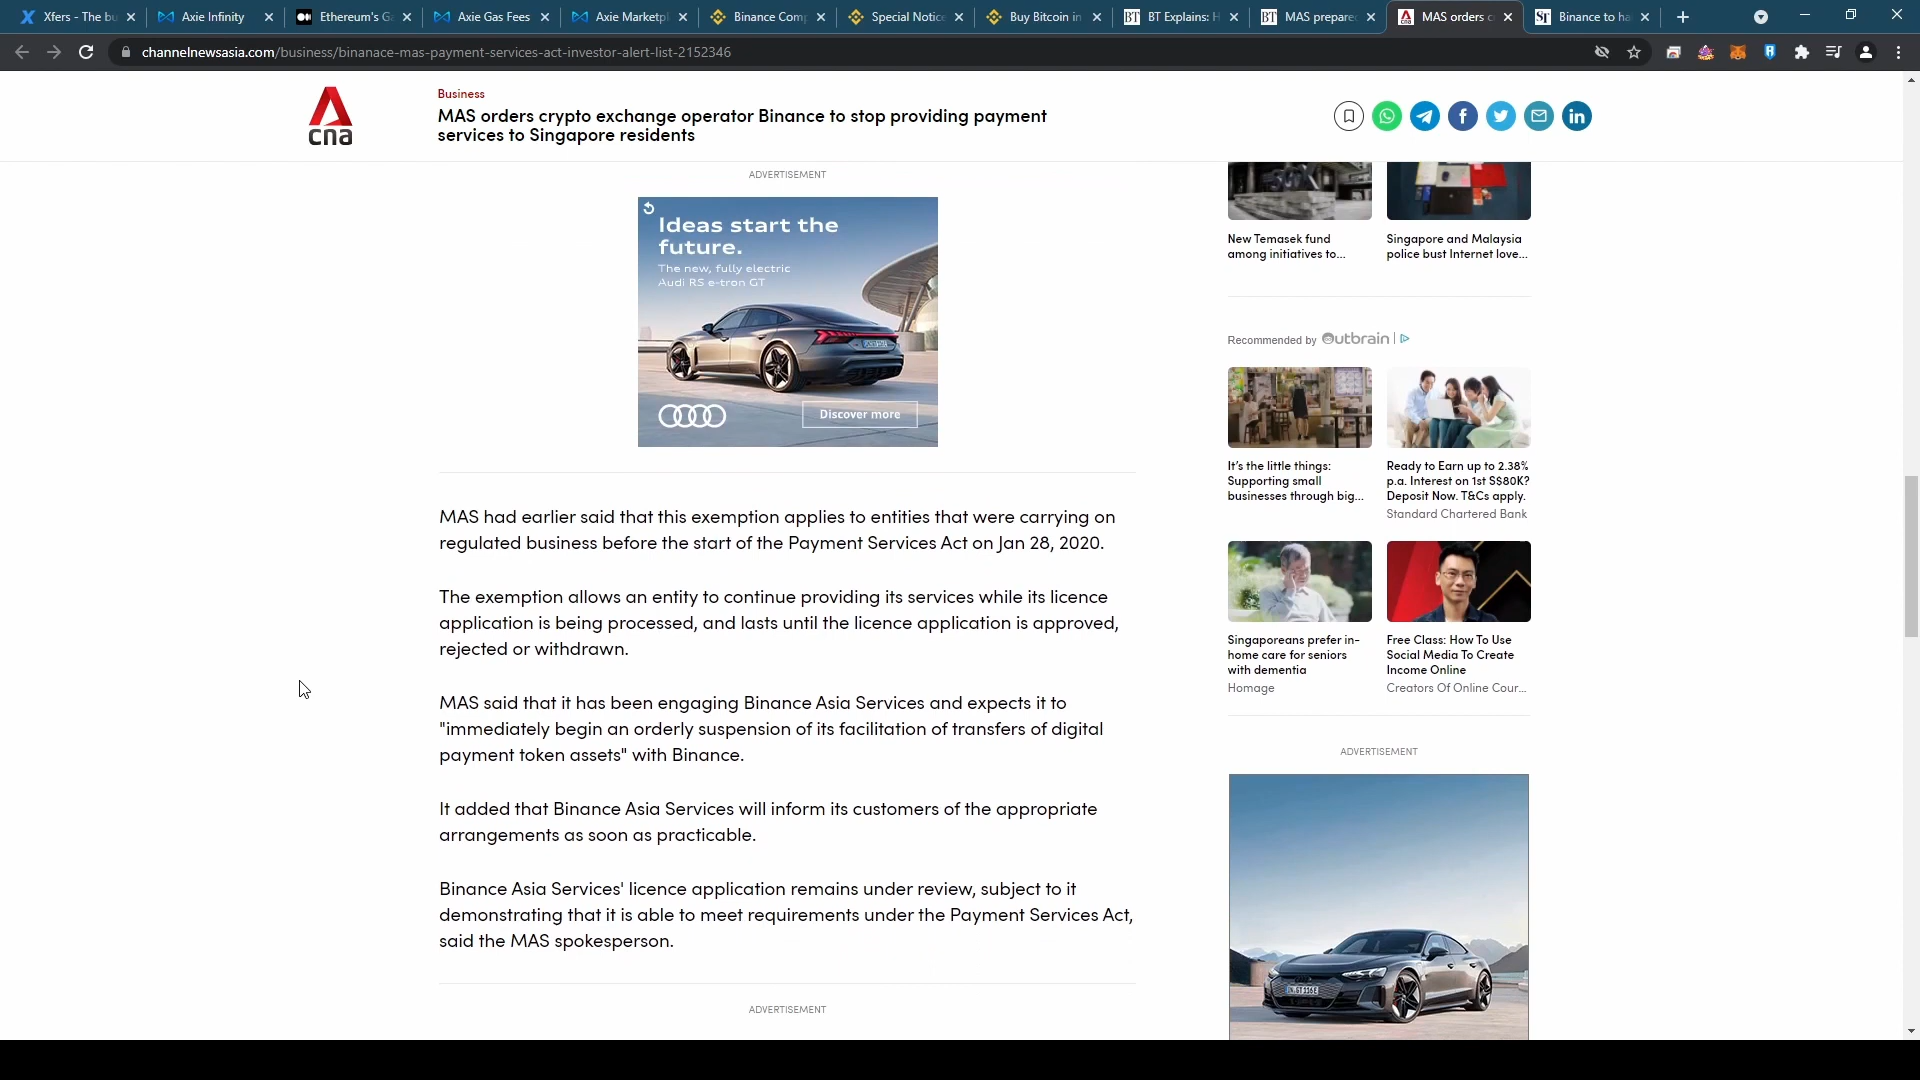 Xfers - The bu
Axie Infinity
Ethereum's G
Axie Gas Fees
Axie Marketpl
Binance Comp
Special Notice
Buy Bitcoin in
BT
BT Explains: H
BT
MAS prepare
MAS orders c
ST
Binance to ha
channelnewsasia.com/business/binanace-mas-payment-services-act-investor-alert-list-2152346
cna
Business
MAS orders crypto exchange operator Binance to stop providing payment
services to Singapore residents
ADVERTISEMENT
Ideas start the
future.
The new, fully electric
Audi RS e-tron GT
Discover more
MAS had earlier said that this exemption applies to entities that were carrying on
regulated business before the start of the Payment Services Act on Jan 28, 2020.
The exemption allows an entity to continue providing its services while its licence
application is being processed, and lasts until the licence application is approved,
rejected or withdrawn.
MAS said that it has been engaging Binance Asia Services and expects it to
"immediately begin an orderly suspension of its facilitation of transfers of digital
payment token assets" with Binance.
It added that Binance Asia Services will inform its customers of the appropriate
arrangements as soon as practicable.
Binance Asia Services' licence application remains under review, subject to it
demonstrating that it is able to meet requirements under the Payment Services Act,
said the MAS spokesperson.
ADVERTISEMENT
New Temasek fund
among initiatives to...
Singapore and Malaysia
police bust Internet love...
Recommended by Outbrain
It's the little things:
Supporting small
businesses through big...
Ready to Earn up to 2.38%
p.a. Interest on 1st S$80K?
Deposit Now. T&Cs apply.
Standard Chartered Bank
Singaporeans prefer in-
home care for seniors
with dementia
Homage
Free Class: How To Use
Social Media To Create
Income Online
Creators Of Online Cour...
ADVERTISEMENT